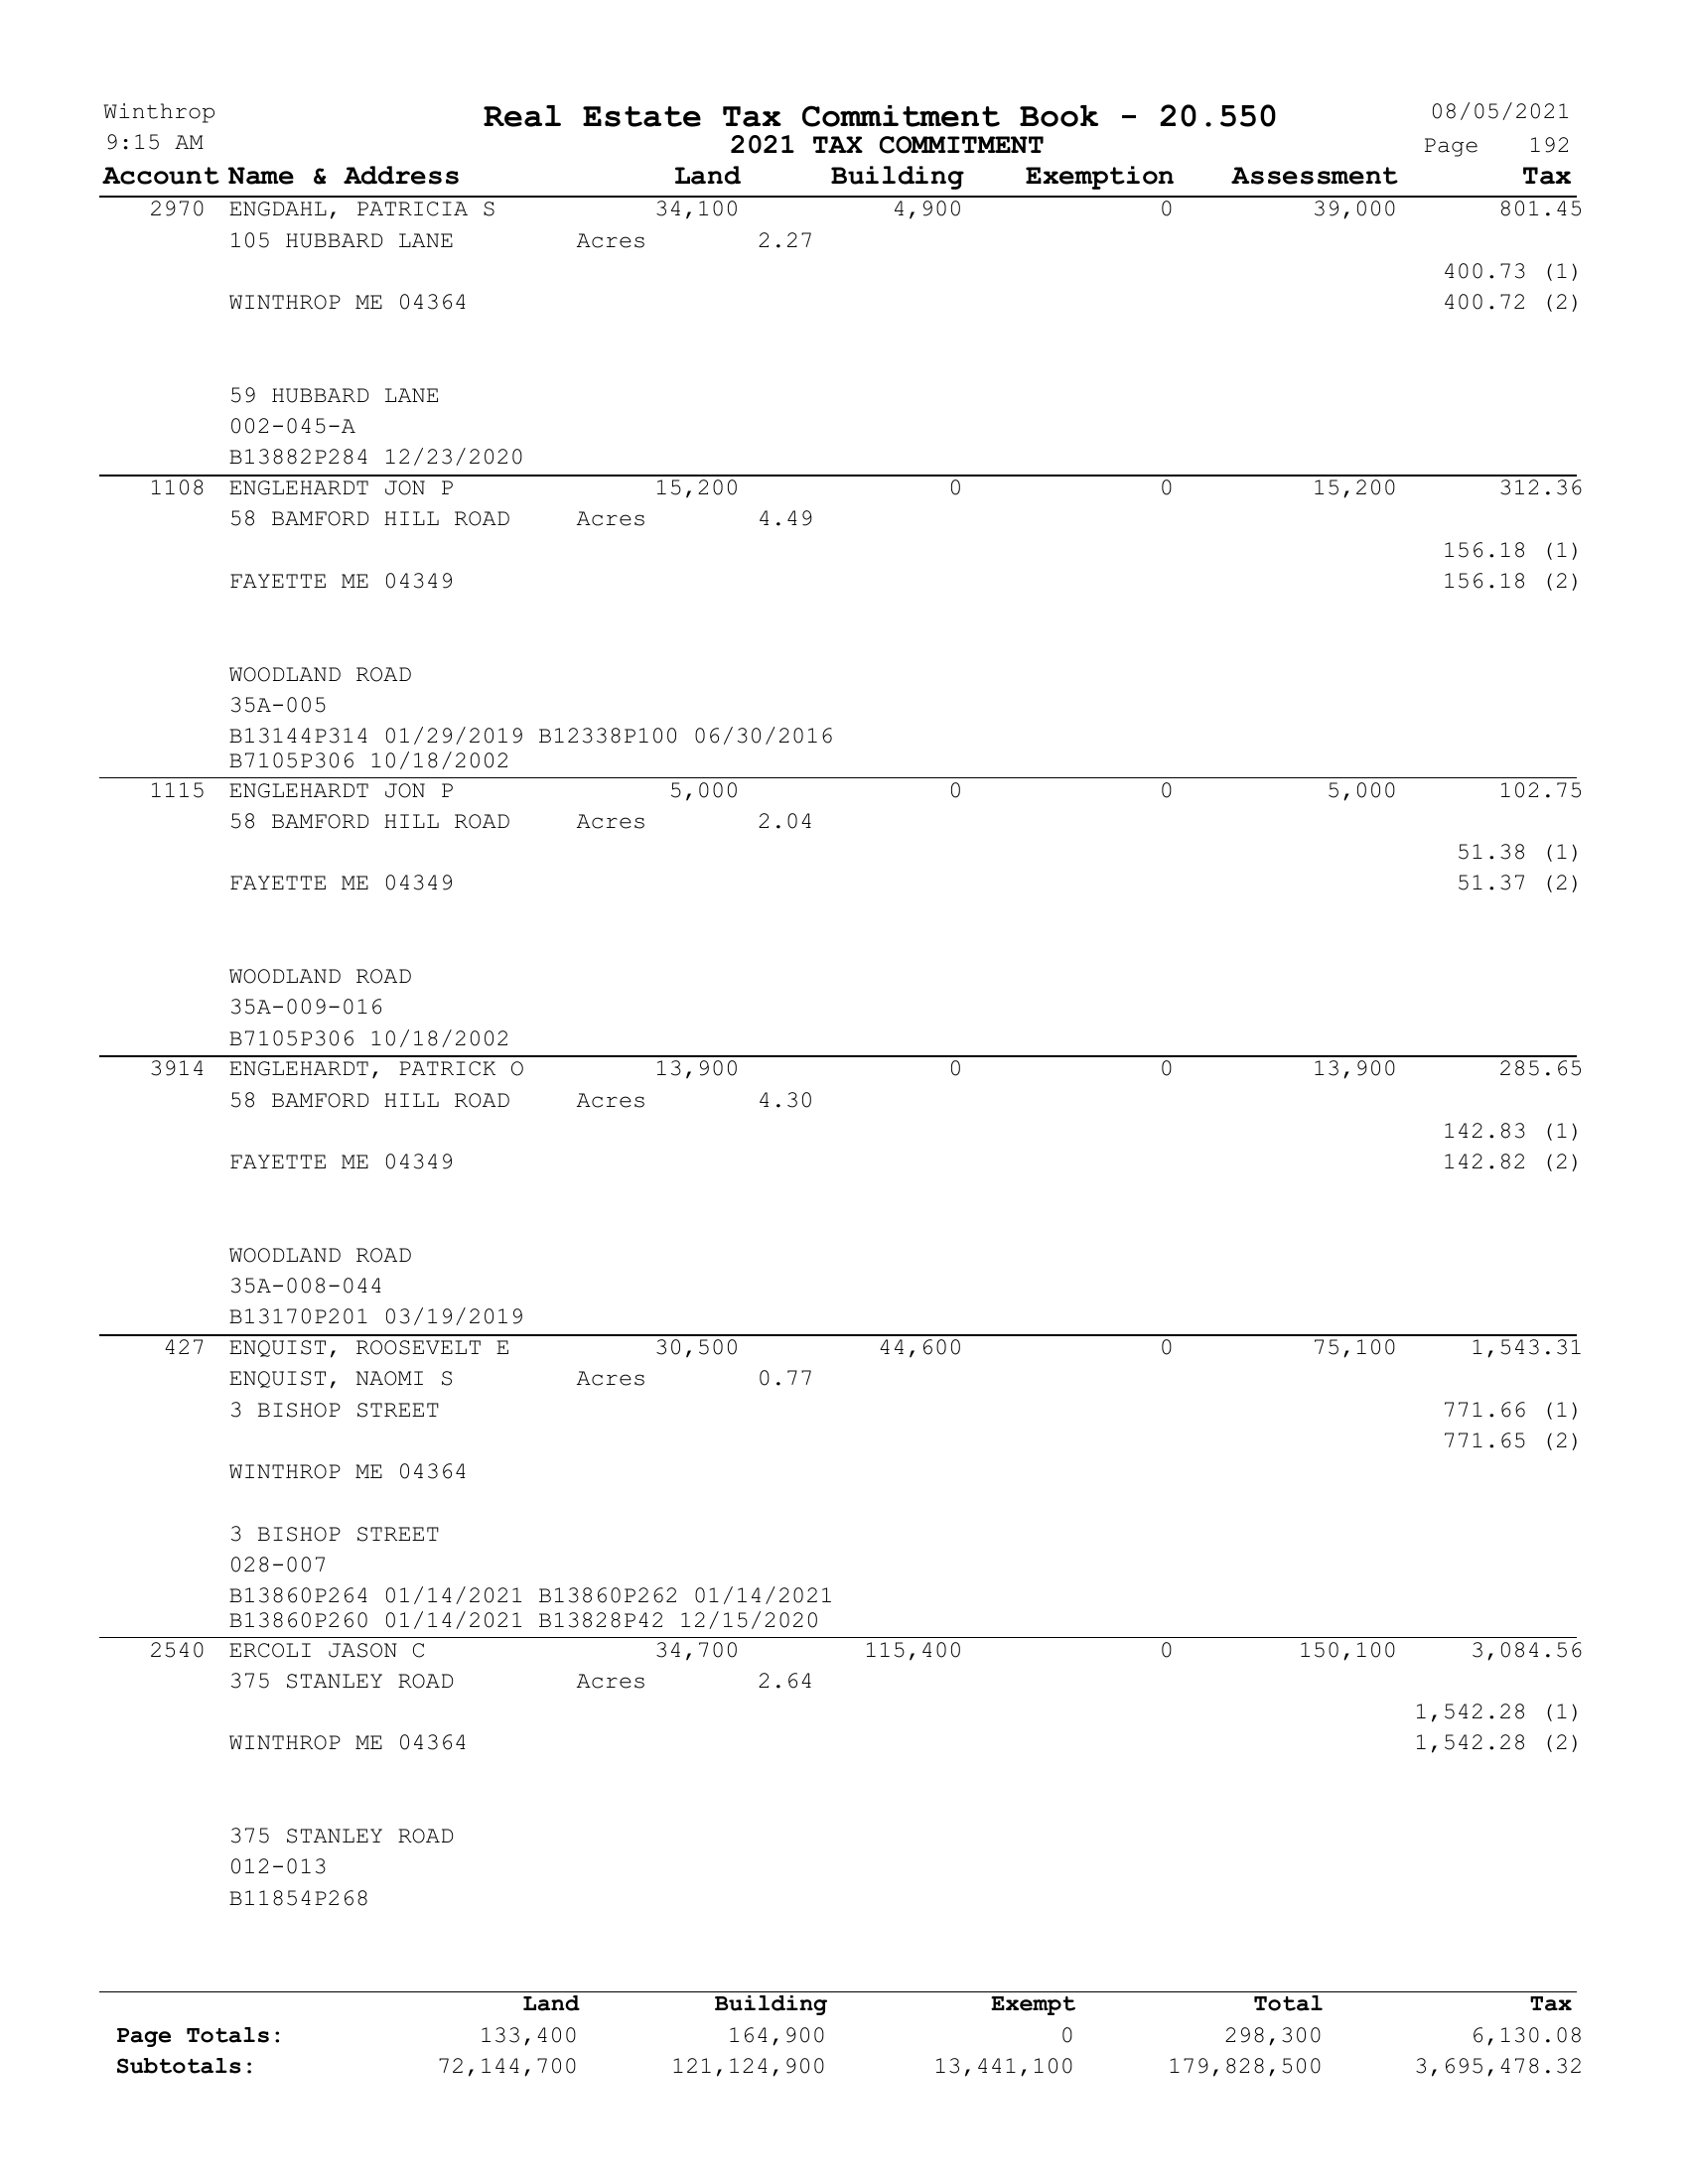 Winthrop Real Estate Tax Commitment Book - 20.550 08/05/2021
9:15 AM 2021 TAX COMMITMENT Page 192
Account Name & Address Land Building Exemption Assessment Tax
2970 ENGDAHL, PATRICIA S 34,100 4,900 0 39,000 801.45
105 HUBBARD LANE Acres 2.27
400.73 (1)
WINTHROP ME 04364 400.72 (2)
59 HUBBARD LANE
002-045-A
B13882P284 12/23/2020
1108 ENGLEHARDT JON P 15,200 0 0 15,200 312.36
58 BAMFORD HILL ROAD Acres 4.49
156.18 (1)
FAYETTE ME 04349 156.18 (2)
WOODLAND ROAD
35A-005
B13144P314 01/29/2019 B12338P100 06/30/2016
B7105P306 10/18/2002
1115 ENGLEHARDT JON P 5,000 0 0 5,000 102.75
58 BAMFORD HILL ROAD Acres 2.04
51.38 (1)
FAYETTE ME 04349 51.37 (2)
WOODLAND ROAD
35A-009-016
B7105P306 10/18/2002
3914 ENGLEHARDT, PATRICK O 13,900 0 0 13,900 285.65
58 BAMFORD HILL ROAD Acres 4.30
142.83 (1)
FAYETTE ME 04349 142.82 (2)
WOODLAND ROAD
35A-008-044
B13170P201 03/19/2019
427 ENQUIST, ROOSEVELT E 30,500 44,600 0 75,100 1,543.31
ENQUIST, NAOMI S Acres 0.77
3 BISHOP STREET 771.66 (1)
771.65 (2)
WINTHROP ME 04364
3 BISHOP STREET
028-007
B13860P264 01/14/2021 B13860P262 01/14/2021
B13860P260 01/14/2021 B13828P42 12/15/2020
2540 ERCOLI JASON C 34,700 115,400 0 150,100 3,084.56
375 STANLEY ROAD Acres 2.64
1,542.28 (1)
WINTHROP ME 04364 1,542.28 (2)
375 STANLEY ROAD
012-013
B11854P268
Land Building Exempt Total Tax
Page Totals: 133,400 164,900 0 298,300 6,130.08
Subtotals: 72,144,700 121,124,900 13,441,100 179,828,500 3,695,478.32